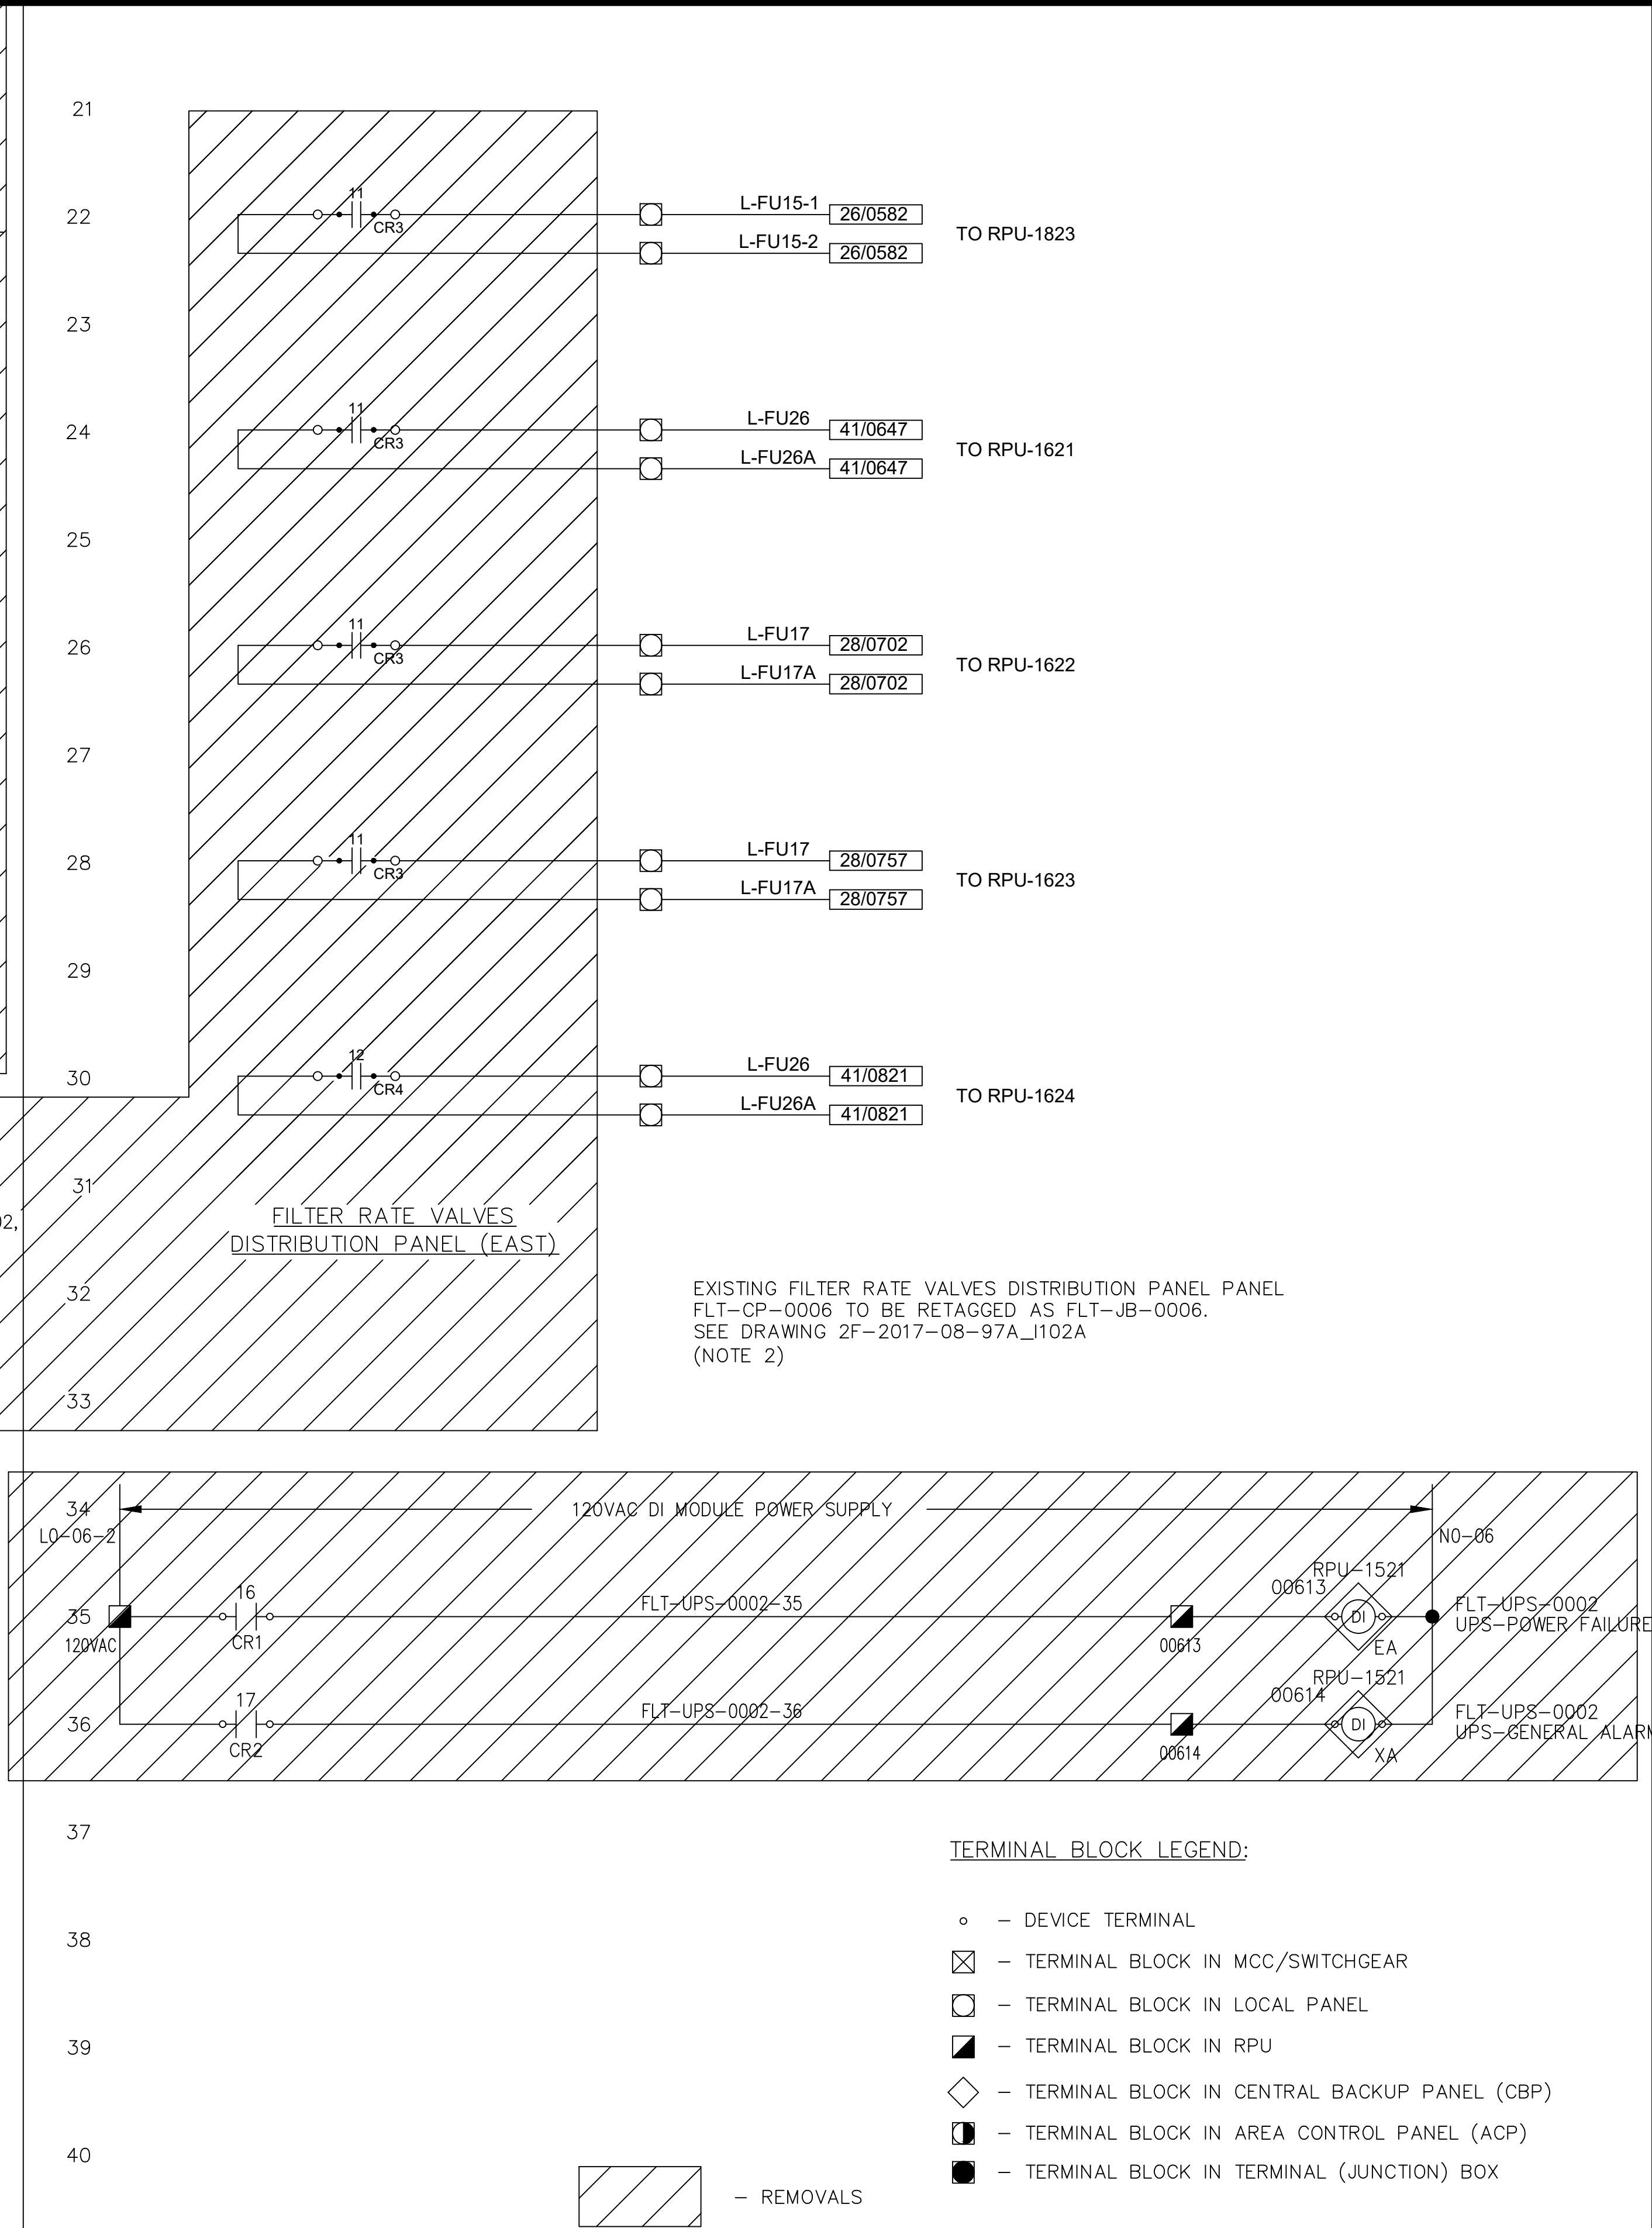 21
22
11
CR3
L-FU15-1 26/0582
L-FU15-2 26/0582
TO RPU-1823
23
24
11
CR3
L-FU26 41/0647
L-FU26A 41/0647
TO RPU-1621
25
26
11
CR3
L-FU17 28/0702
L-FU17A 28/0702
TO RPU-1622
27
28
11
CR3
L-FU17 28/0757
L-FU17A 28/0757
TO RPU-1623
29
30
12
CR4
L-FU26 41/0821
L-FU26A 41/0821
TO RPU-1624
31
02,
FILTER RATE VALVES
DISTRIBUTION PANEL (EAST)
32
EXISTING FILTER RATE VALVES DISTRIBUTION PANEL PANEL
FLT-CP-0006 TO BE RETAGGED AS FLT-JB-0006.
SEE DRAWING 2F-2017-08-97A_I102A
(NOTE 2)
33
34
120VAC DI MODULE POWER SUPPLY
L0-06-2
N0-06
35
120VAC
16
CR1
FLT-UPS-0002-35
00613
RPU-1521
00613
DI
EA
FLT-UPS-0002
UPS-POWER FAILURE
36
17
CR2
FLT-UPS-0002-36
00614
RPU-1521
00614
DI
XA
FLT-UPS-0002
UPS-GENERAL ALARM
37
TERMINAL BLOCK LEGEND:
38
- DEVICE TERMINAL
- TERMINAL BLOCK IN MCC/SWITCHGEAR
- TERMINAL BLOCK IN LOCAL PANEL
39
- TERMINAL BLOCK IN RPU
- TERMINAL BLOCK IN CENTRAL BACKUP PANEL (CBP)
- TERMINAL BLOCK IN AREA CONTROL PANEL (ACP)
40
- TERMINAL BLOCK IN TERMINAL (JUNCTION) BOX
- REMOVALS